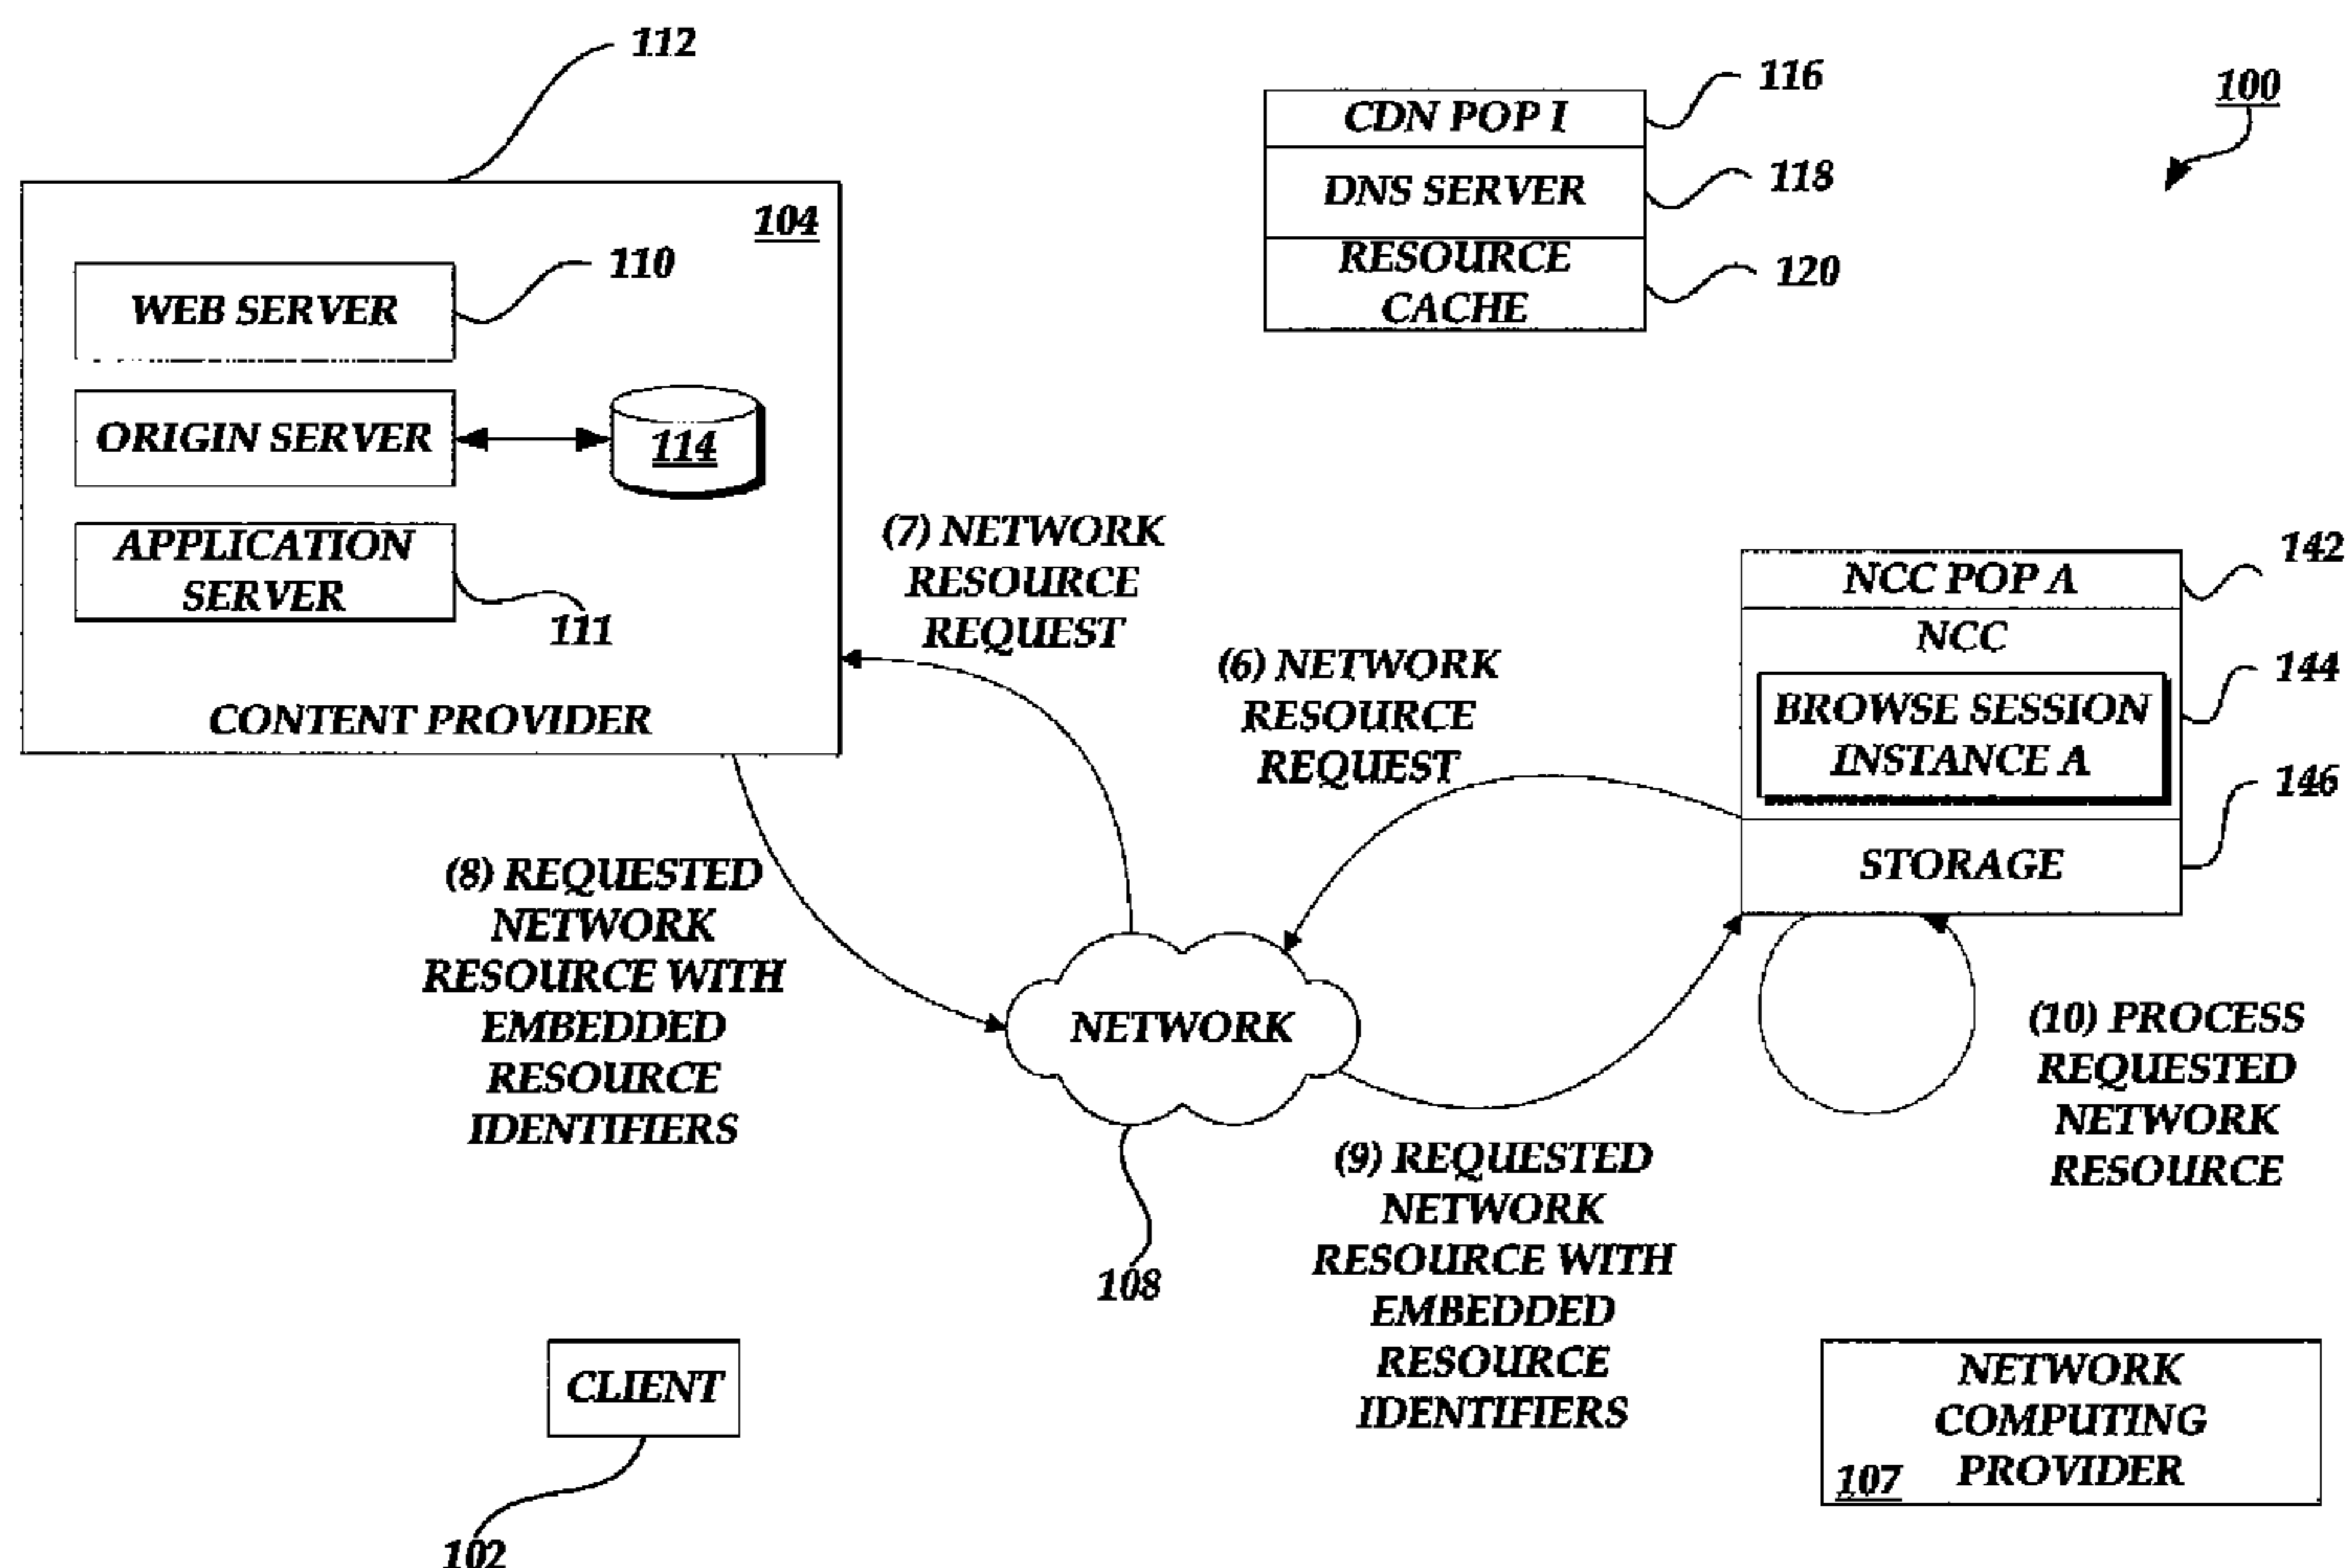 112
116
100
CDN POP I
DNS SERVER
118
RESOURCE
CACHE
120
104
WEB SERVER
110
ORIGIN SERVER
114
APPLICATION
SERVER
111
CONTENT PROVIDER
(7) NETWORK
RESOURCE
REQUEST
(6) NETWORK
RESOURCE
REQUEST
142
NCC POP A
NCC
144
BROWSE SESSION
INSTANCE A
146
STORAGE
(8) REQUESTED
NETWORK
RESOURCE WITH
EMBEDDED
RESOURCE
IDENTIFIERS
NETWORK
108
(10) PROCESS
REQUESTED
NETWORK
RESOURCE
(9) REQUESTED
NETWORK
RESOURCE WITH
EMBEDDED
RESOURCE
IDENTIFIERS
CLIENT
102
NETWORK
COMPUTING
PROVIDER
107